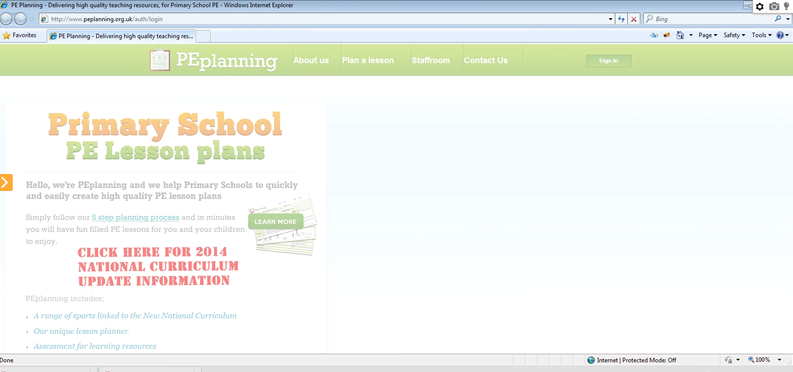 PE Planning - Delivering high quality teaching resources, for Primary School PE - Windows Internet Explorer
http://www.peplanning.org.uk/auth/login
Bing
Favorites
PE Planning - Delivering high quality teaching res...
Page
Safety
Tools
PEplanning
About us
Plan a lesson
Staffroom
Contact Us
Sign In
Primary School
PE Lesson plans
Hello, we're PEplanning and we help Primary Schools to quickly
and easily create high quality PE lesson plans
Simply follow our 5 step planning process and in minutes
you will have fun filled PE lessons for you and your children
to enjoy.
LEARN MORE
CLICK HERE FOR 2014
NATIONAL CURRICULUM
UPDATE INFORMATION
PEplanning includes;
A range of sports linked to the New National Curriculum
Our unique lesson planner
Assessment for learning resources
Done
Internet | Protected Mode: Off
100%